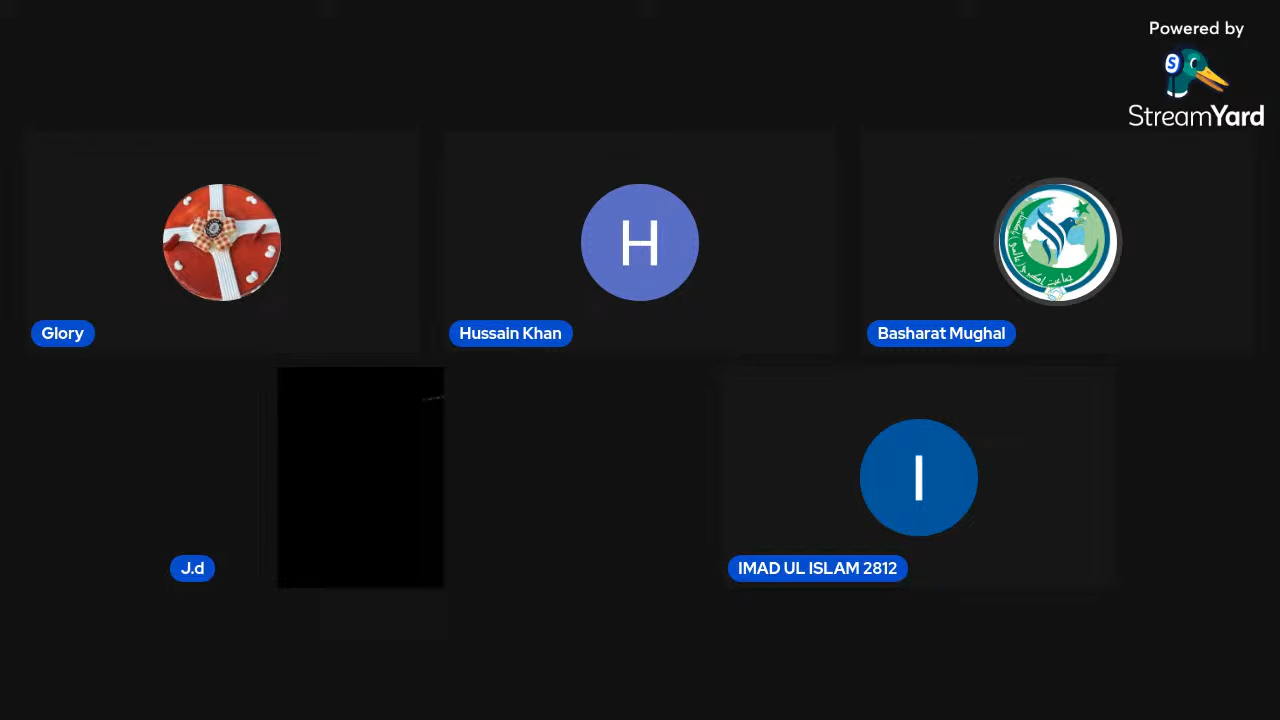 Powered by
S
StreamYard
H
Glory
Hussain Khan
Basharat Mughal
I
J.d
IMAD UL ISLAM 2812